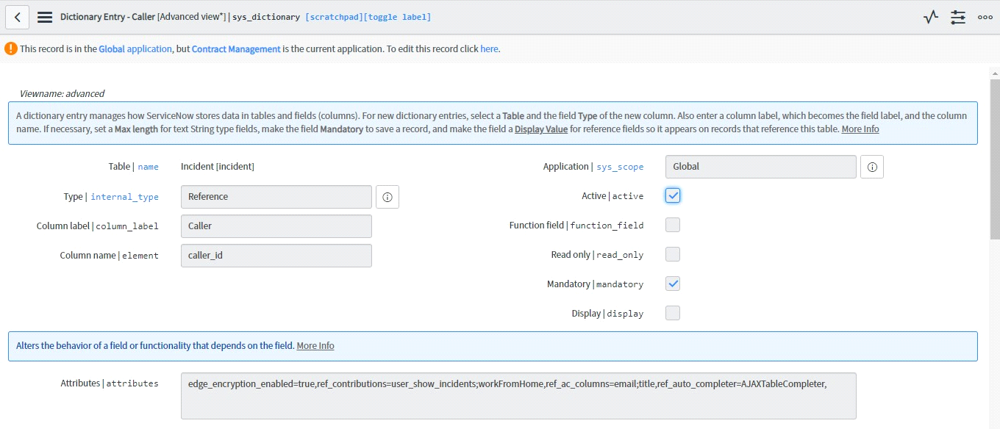 Dictionary Entry - Caller [Advanced view*] | sys_dictionary [scratchpad][toggle label]
This record is in the Global application, but Contract Management is the current application. To edit this record click here.
Viewname: advanced
A dictionary entry manages how ServiceNow stores data in tables and fields (columns). For new dictionary entries, select a Table and the field Type of the new column. Also enter a column label, which becomes the field label, and the column
name. If necessary, set a Max length for text String type fields, make the field Mandatory to save a record, and make the field a Display Value for reference fields so it appears on records that reference this table. More Info
Table | name Incident [incident]
Application | sys_scope Global
Type | internal_type Reference
Active | active
Column label | column_label Caller
Function field | function_field
Column name | element caller_id
Read only | read_only
Mandatory | mandatory
Display | display
Alters the behavior of a field or functionality that depends on the field. More Info
Attributes | attributes edge_encryption_enabled=true,ref_contributions=user_show_incidents;workFromHome,ref_ac_columns=email;title,ref_auto_completer=AJAXTableCompleter,